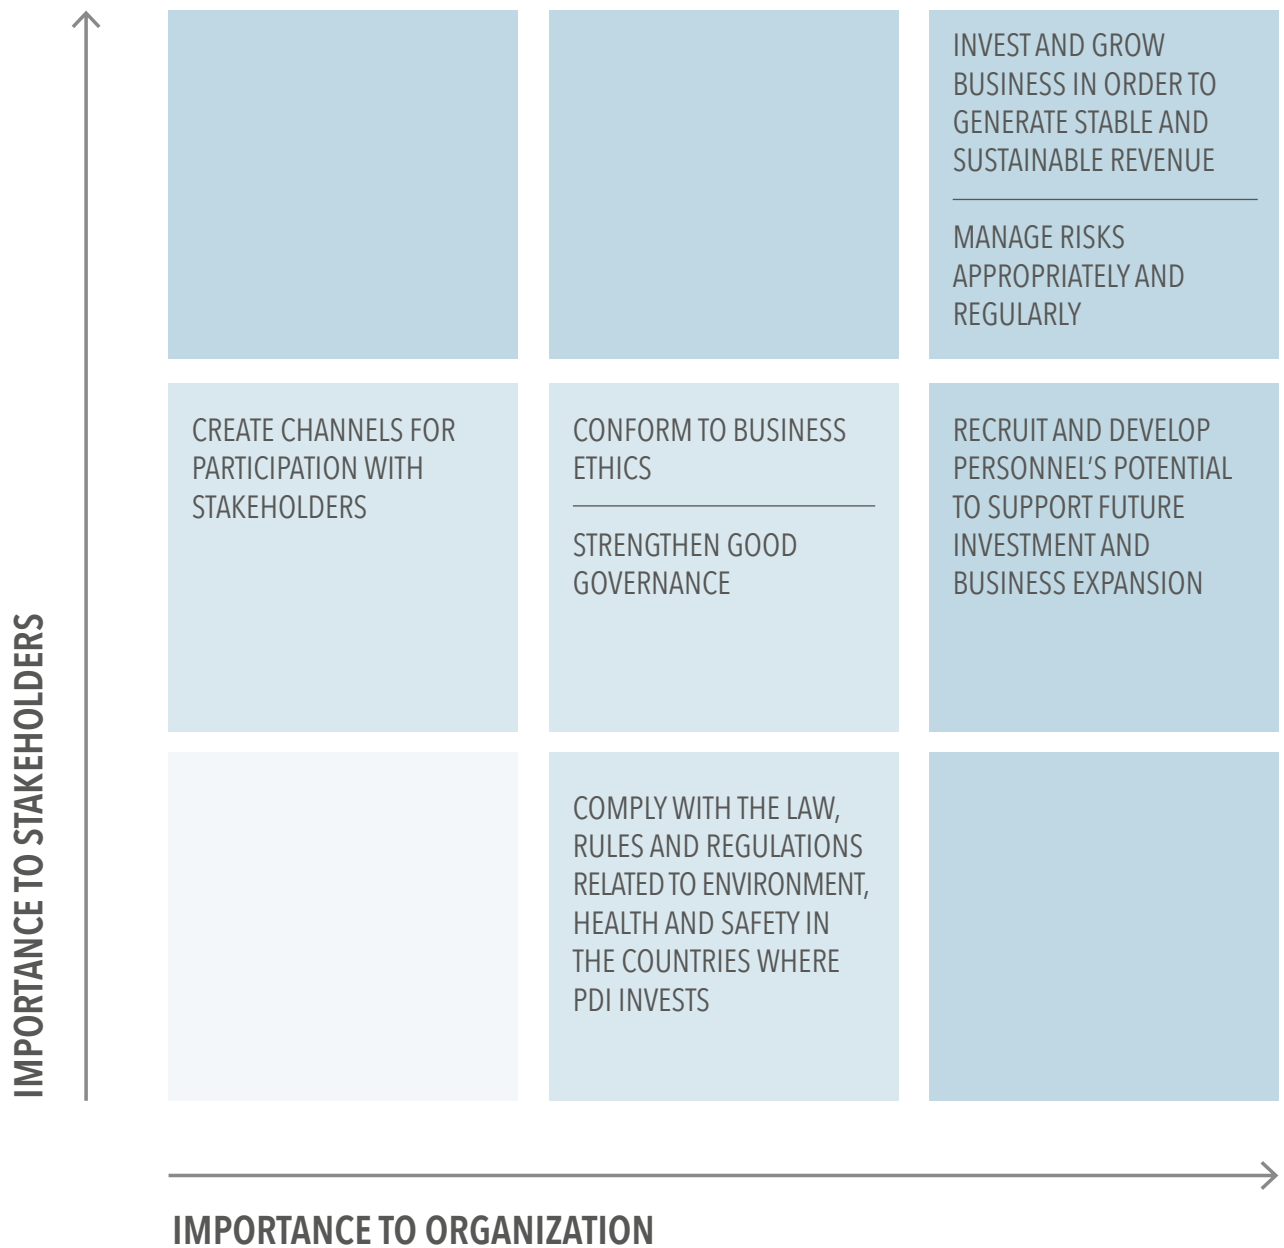 INVEST AND GROW
BUSINESS IN ORDER TO
GENERATE STABLE AND
SUSTAINABLE REVENUE
MANAGE RISKS
APPROPRIATELY AND
REGULARLY
CREATE CHANNELS FOR
PARTICIPATION WITH
STAKEHOLDERS
CONFORM TO BUSINESS
ETHICS
STRENGTHEN GOOD
GOVERNANCE
RECRUIT AND DEVELOP
PERSONNEL'S POTENTIAL
TO SUPPORT FUTURE
INVESTMENT AND
BUSINESS EXPANSION
COMPLY WITH THE LAW,
RULES AND REGULATIONS
RELATED TO ENVIRONMENT,
HEALTH AND SAFETY IN
THE COUNTRIES WHERE
PDI INVESTS
IMPORTANCE TO STAKEHOLDERS
IMPORTANCE TO ORGANIZATION